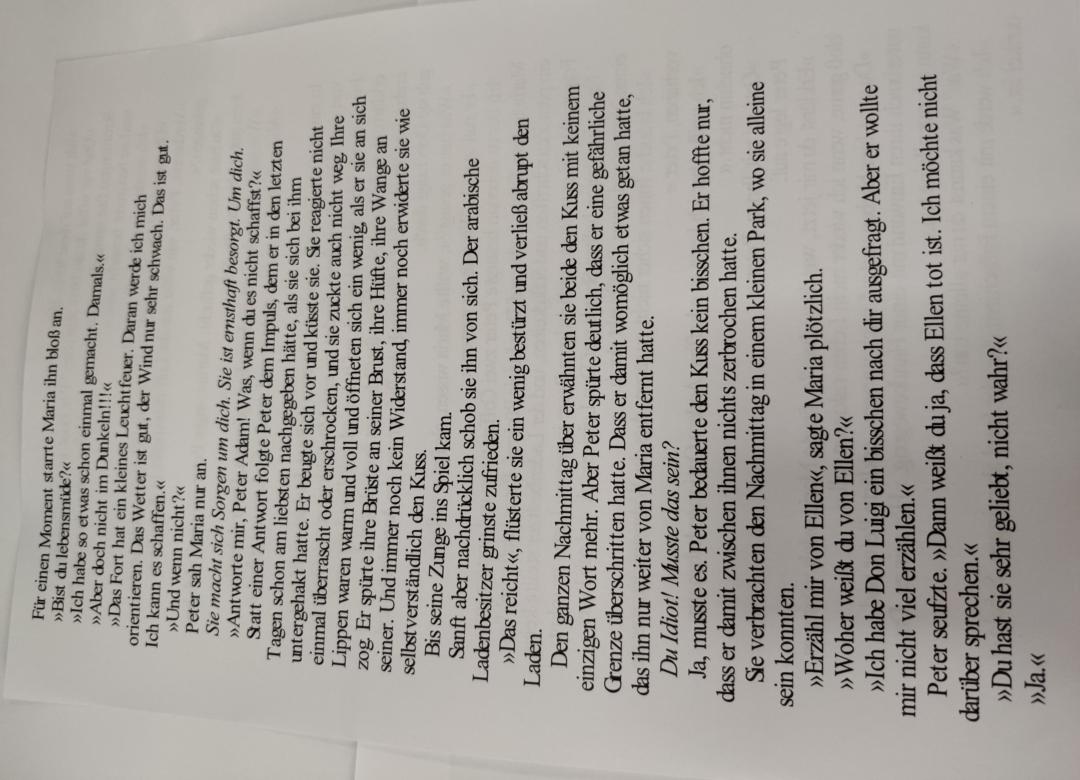 Für einen Moment starrte Maria ihn bloß an.
»Bist du lebensmüde?«
»Ich habe so etwas schon einmal gemacht. Damals.«
»Aber doch nicht im Dunkeln!!!«
»Das Fort hat ein kleines Leuchtfeuer. Daran werde ich mich
orientieren. Das Wetter ist gut, der Wind nur sehr schwach. Das ist gut.
Ich kann es schaffen.«
»Und wenn nicht?«
Peter sah Maria nur an.
Sie macht sich Sorgen um dich. Sie ist ernsthaft besorgt. Um dich.
»Antworte mir, Peter Adam! Was, wenn du es nicht schaffst?«
Statt einer Antwort folgte Peter dem Impuls, dem er in den letzten
Tagen schon am liebsten nachgegeben hätte, als sie sich bei ihm
untergehakt hatte. Er beugte sich vor und küsste sie. Sie reagierte nicht
einmal überrascht oder erschrocken, und sie zuckte auch nicht weg. Ihre
Lippen waren warm und voll und öffneten sich ein wenig, als er sie an sich
zog. Er spürte ihre Brüste an seiner Brust, ihre Hüfte, ihre Wange an
seiner. Und immer noch kein Widerstand, immer noch erwiderte sie wie
selbstverständlich den Kuss.
Bis seine Zunge ins Spiel kam.
Sanft aber nachdrücklich schob sie ihn von sich. Der arabische
Ladenbesitzer grinste zufrieden.
»Das reicht«, flüsterte sie ein wenig bestürzt und verließ abrupt den
Laden.
Den ganzen Nachmittag über erwähnten sie beide den Kuss mit keinem
einzigen Wort mehr. Aber Peter spürte deutlich, dass er eine gefährliche
Grenze überschritten hatte. Dass er damit womöglich etwas getan hatte,
das ihn nur weiter von Maria entfernt hatte.
Du Idiot! Musste das sein?
Ja, musste es. Peter bedauerte den Kuss kein bisschen. Er hoffte nur,
dass er damit zwischen ihnen nichts zerbrochen hatte.
Sie verbrachten den Nachmittag in einem kleinen Park, wo sie alleine
sein konnten.
»Erzähl mir von Ellen«, sagte Maria plötzlich.
»Woher weißt du von Ellen?«
»Ich habe Don Luigi ein bisschen nach dir ausgefragt. Aber er wollte
mir nicht viel erzählen.«
Peter seufzte. »Dann weißt du ja, dass Ellen tot ist. Ich möchte nicht
darüber sprechen.«
»Du hast sie sehr geliebt, nicht wahr?«
»Ja.«